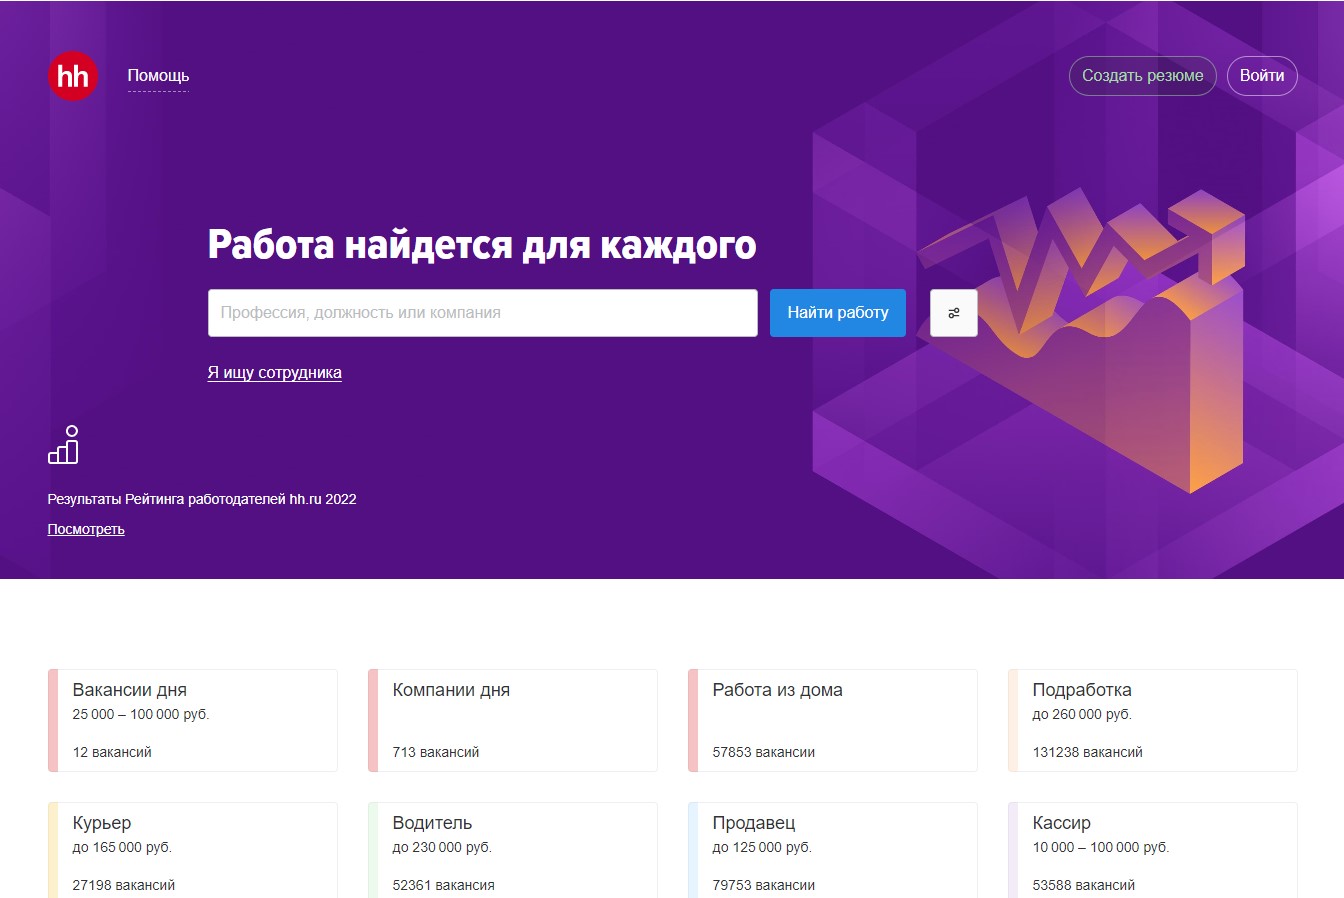 hh
Помощь
Создать резюме
Войти
Работа найдется для каждого
Профессия, должность или компания
Найти работу
Я ищу сотрудника
Результаты Рейтинга работодателей hh.ru 2022
Посмотреть
Вакансии дня
25 000 – 100 000 руб.
12 вакансий
Компании дня
713 вакансий
Работа из дома
57853 вакансии
Подработка
до 260 000 руб.
131238 вакансий
Курьер
до 165 000 руб.
27198 вакансий
Водитель
до 230 000 руб.
52361 вакансия
Продавец
до 125 000 руб.
79753 вакансии
Кассир
10 000 – 100 000 руб.
53588 вакансий